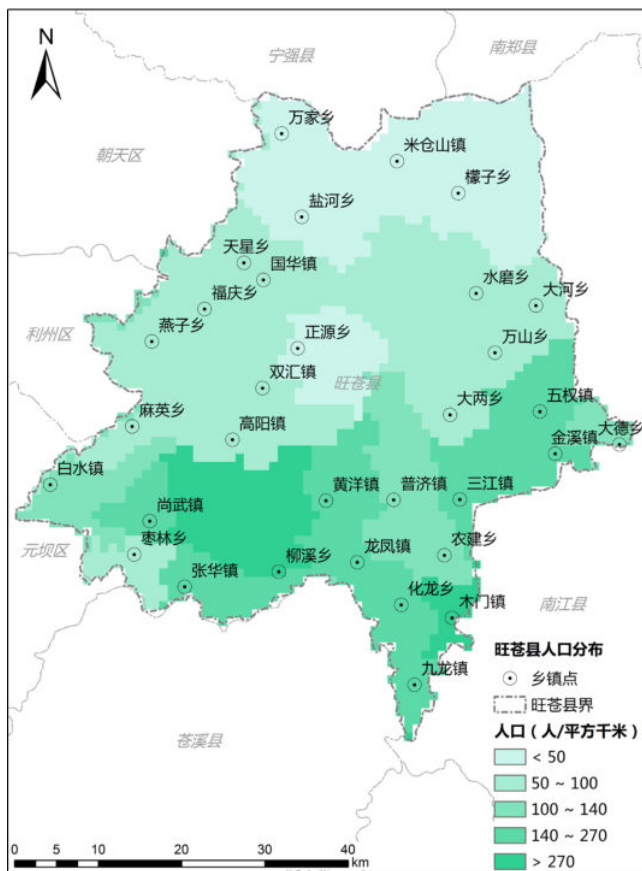 N
宁强县
南郑县
万家乡
朝天区
米仓山镇
檬子乡
盐河乡
天星乡
国华镇
福庆乡
水磨乡
大河乡
利州区
燕子乡
正源乡
万山乡
双汇镇
旺苍县
麻英乡
高阳镇
大两乡
五权镇
大德乡
金溪镇
白水镇
尚武镇
黄洋镇
普济镇
三江镇
元坝区
枣林乡
张华镇
柳溪乡
龙凤镇
农建乡
化龙乡
木门镇
南江县
九龙镇
苍溪县
旺苍县人口分布
乡镇点
旺苍县界
人口（人/平方千米）
< 50
50 ~ 100
100 ~ 140
140 ~ 270
> 270
0 5 10 20 30 40
km